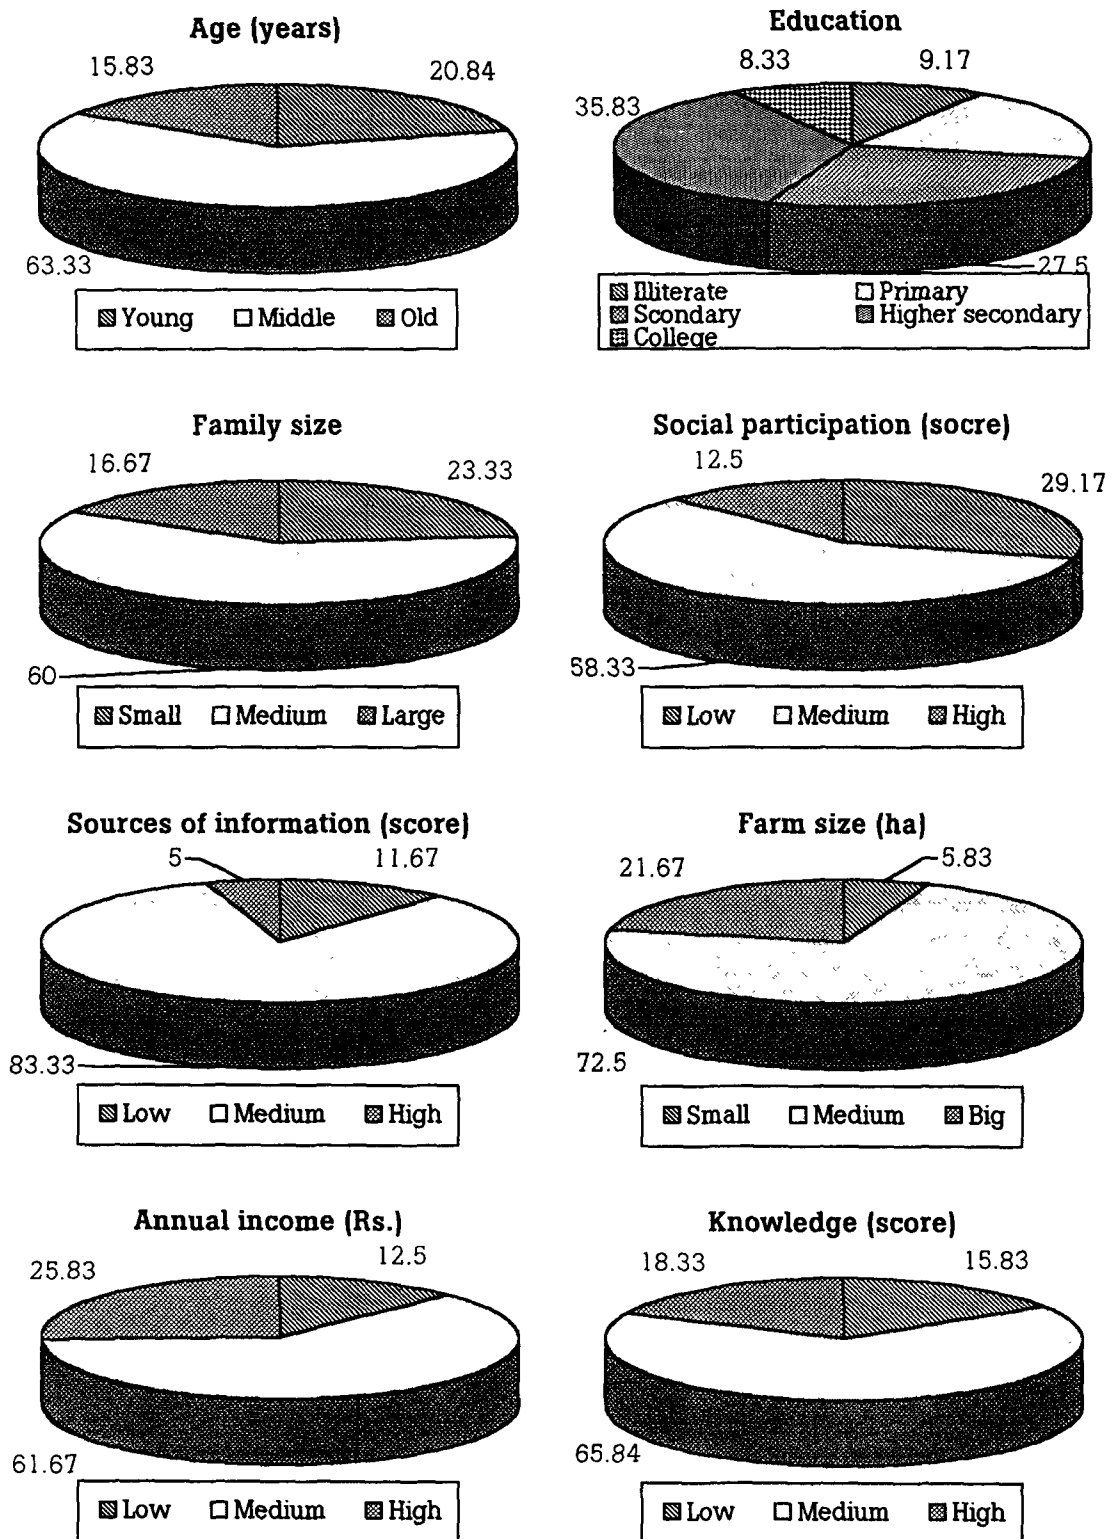 Age (years)
15.83 20.84
63.33
Young Middle Old
Education
8.33 9.17
35.83
27.5
Illiterate Primary
Scondary Higher secondary
College
Family size
16.67 23.33
60
Small Medium Large
Social participation (socre)
12.5 29.17
58.33
Low Medium High
Sources of information (score)
5 11.67
83.33
Low Medium High
Farm size (ha)
21.67 5.83
72.5
Small Medium Big
Annual income (Rs.)
25.83 12.5
61.67
Low Medium High
Knowledge (score)
18.33 15.83
65.84
Low Medium High